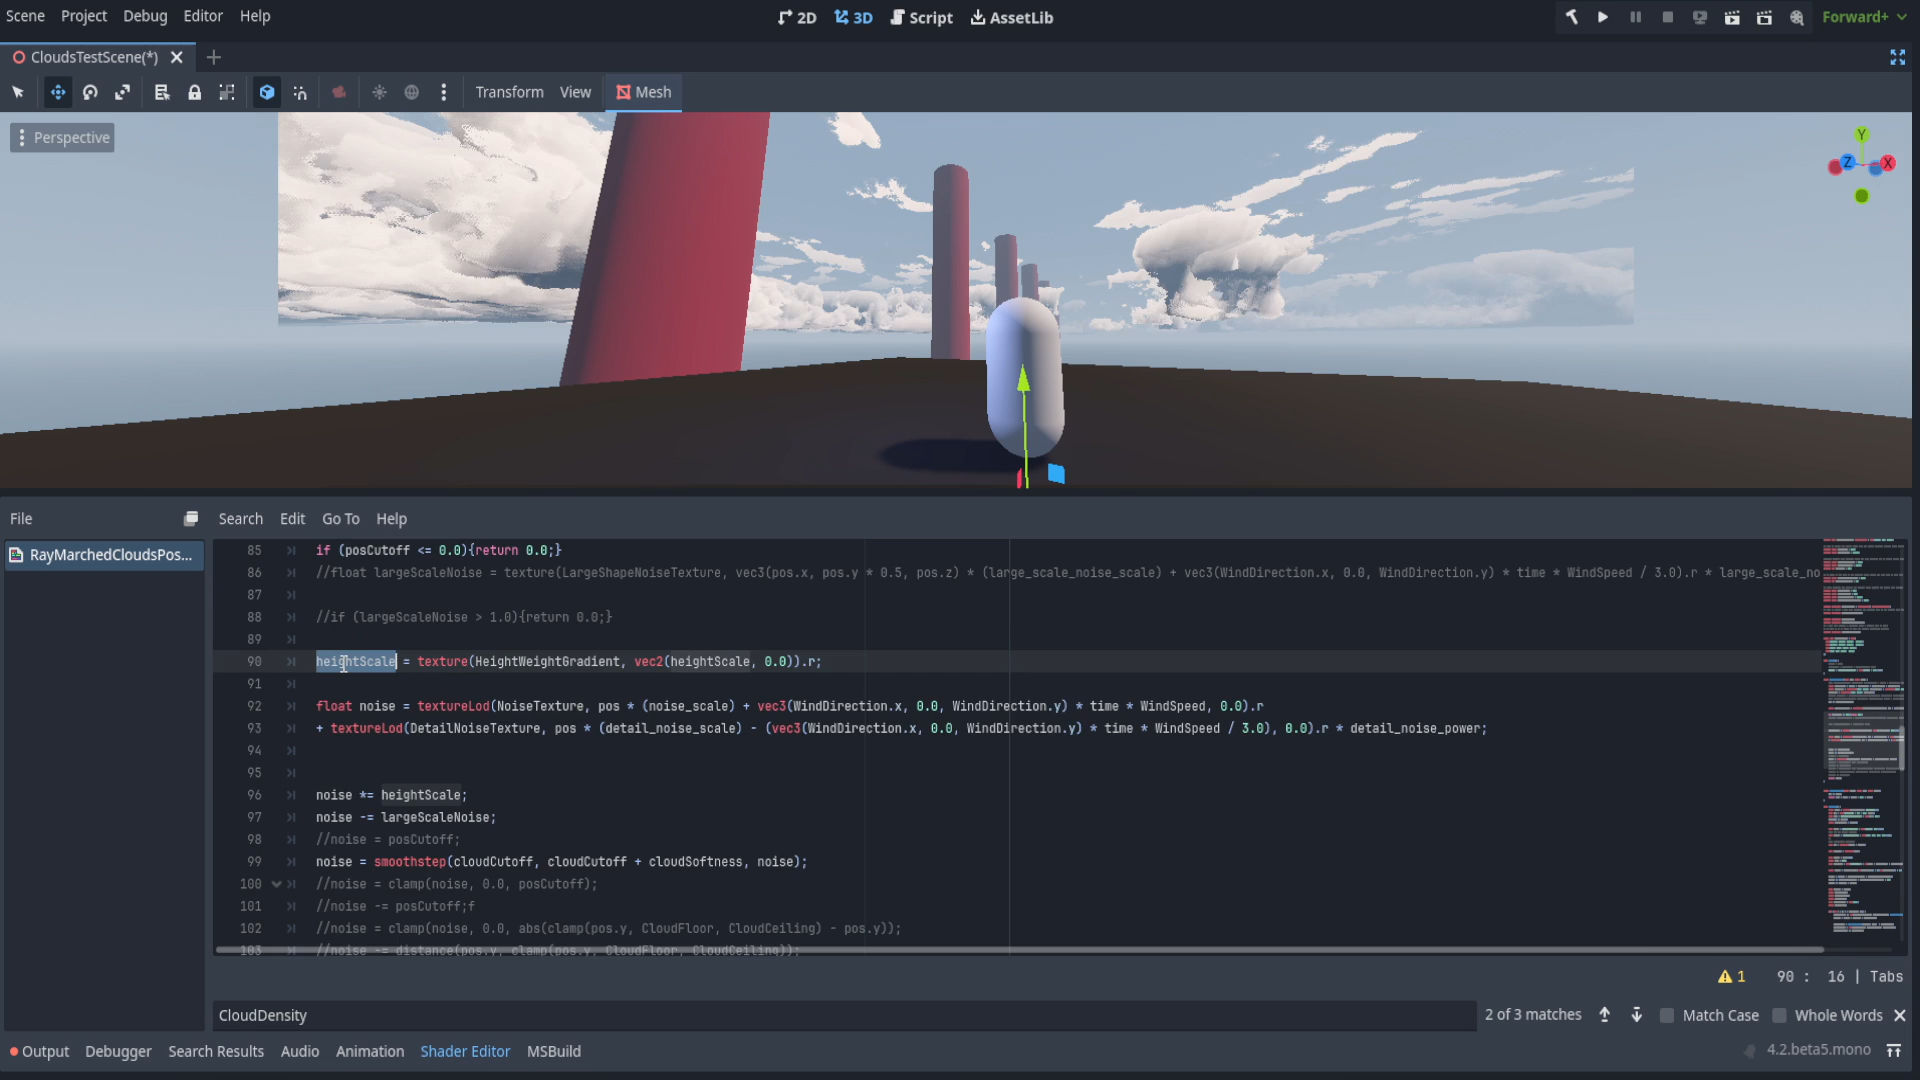 Scene Project Debug Editor Help 2D 3D Script AssetLib Forward+
CloudsTestScene(*)
Transform View Mesh
Perspective
Y
Z X
File Search Edit Go To Help
RayMarchedCloudsPos...
85 if (posCutoff <= 0.0){return 0.0;}
86 //float largeScaleNoise = texture(LargeShapeNoiseTexture, vec3(pos.x, pos.y * 0.5, pos.z) * (large_scale_noise_scale) + vec3(WindDirection.x, 0.0, WindDirection.y) * time * WindSpeed / 3.0).r * large_scale_no
87
88 //if (largeScaleNoise > 1.0){return 0.0;}
89
90 heightScale = texture(HeightWeightGradient, vec2(heightScale, 0.0)).r;
91
92 float noise = textureLod(NoiseTexture, pos * (noise_scale) + vec3(WindDirection.x, 0.0, WindDirection.y) * time * WindSpeed, 0.0).r
93 + textureLod(DetailNoiseTexture, pos * (detail_noise_scale) - (vec3(WindDirection.x, 0.0, WindDirection.y) * time * WindSpeed / 3.0), 0.0).r * detail_noise_power;
94
95
96 noise *= heightScale;
97 noise -= largeScaleNoise;
98 //noise = posCutoff;
99 noise = smoothstep(cloudCutoff, cloudCutoff + cloudSoftness, noise);
100 //noise = clamp(noise, 0.0, posCutoff);
101 //noise -= posCutoff;f
102 //noise = clamp(noise, 0.0, abs(clamp(pos.y, CloudFloor, CloudCeiling) - pos.y));
103 //noise -= distance(pos.y, clamp(pos.y, CloudFloor, CloudCeiling));
1 90 : 16 | Tabs
CloudDensity 2 of 3 matches Match Case Whole Words
Output Debugger Search Results Audio Animation Shader Editor MSBuild 4.2.beta5.mono